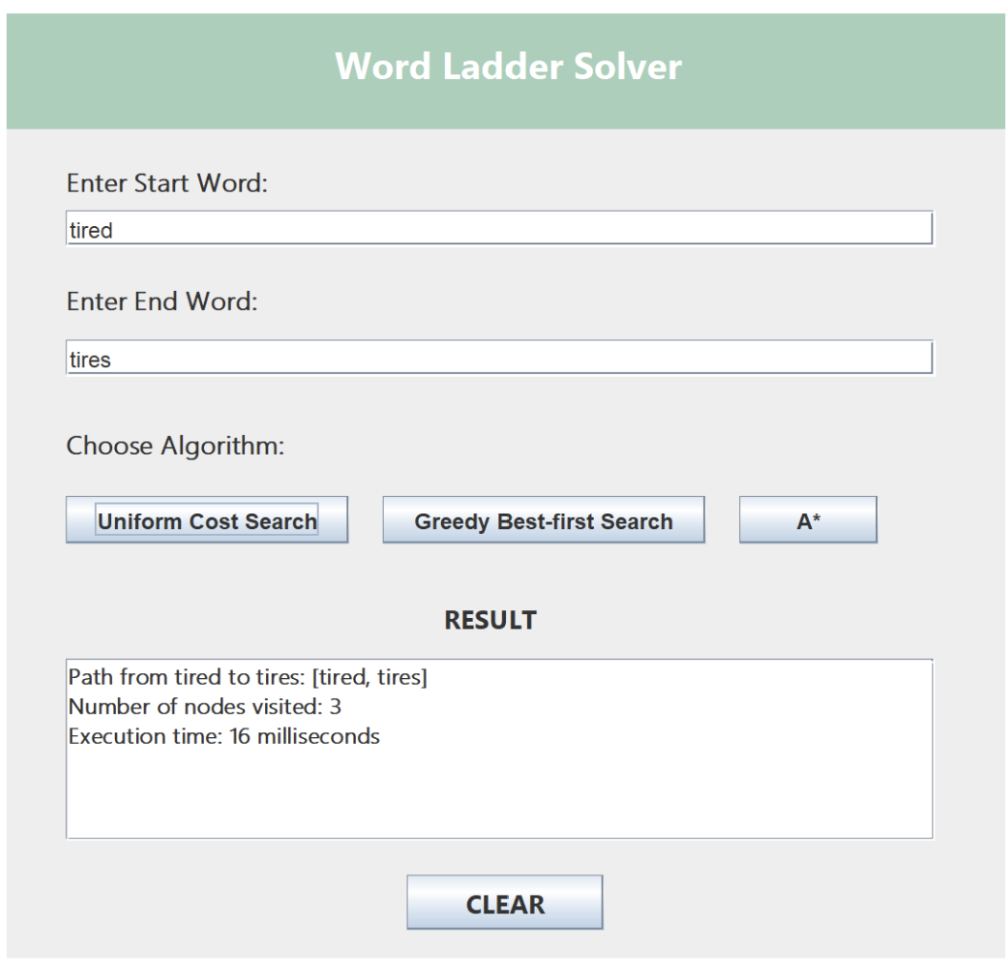 Word Ladder Solver
Enter Start Word:
tired
Enter End Word:
tires
Choose Algorithm:
Uniform Cost Search Greedy Best-first Search A*
RESULT
Path from tired to tires: [tired, tires]
Number of nodes visited: 3
Execution time: 16 milliseconds
CLEAR